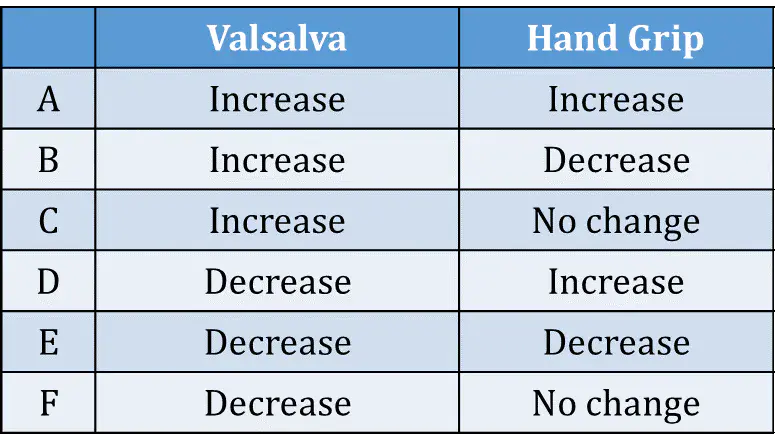 Valsalva Hand Grip
A Increase Increase
B Increase Decrease
C Increase No change
D Decrease Increase
E Decrease Decrease
F Decrease No change